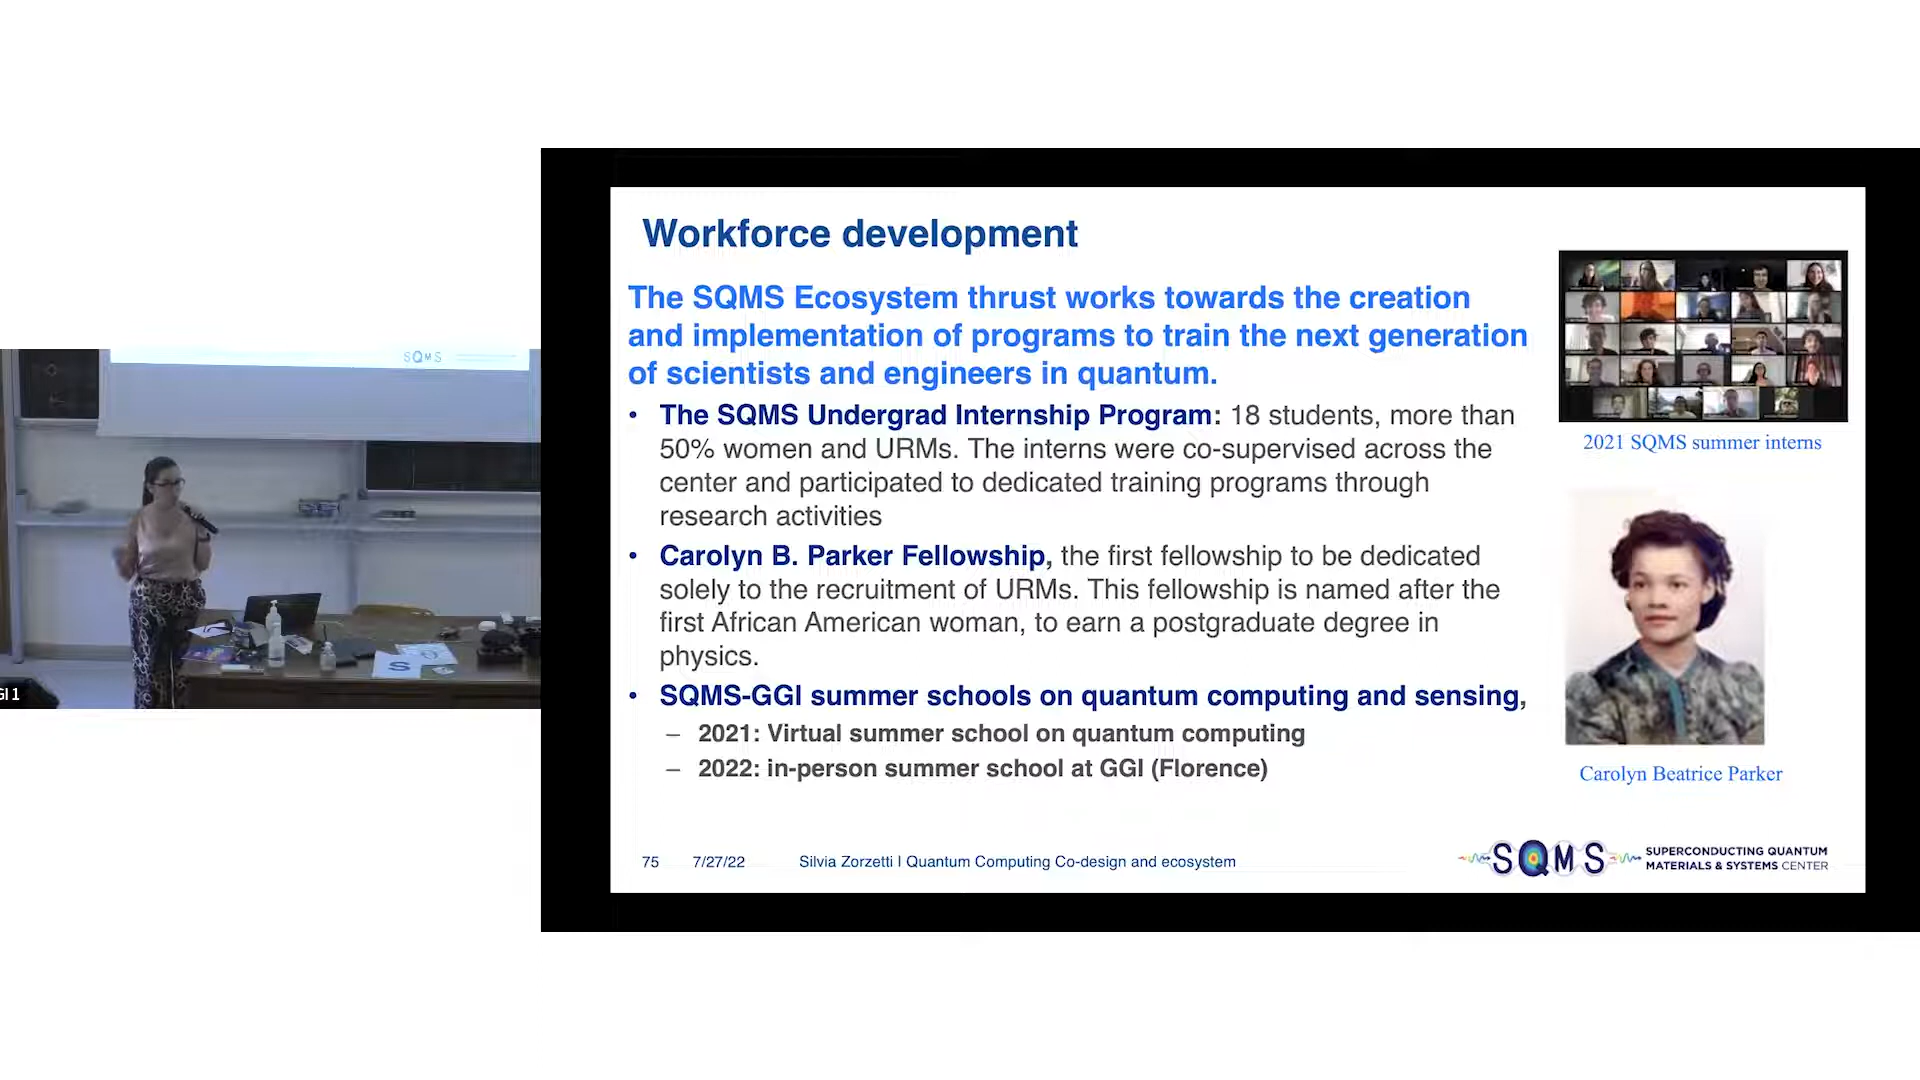 Workforce development
The SQMS Ecosystem thrust works towards the creation
and implementation of programs to train the next generation
of scientists and engineers in quantum.
• The SQMS Undergrad Internship Program: 18 students, more than
50% women and URMs. The interns were co-supervised across the
center and participated to dedicated training programs through
research activities
• Carolyn B. Parker Fellowship, the first fellowship to be dedicated
solely to the recruitment of URMs. This fellowship is named after the
first African American woman, to earn a postgraduate degree in
physics.
• SQMS-GGI summer schools on quantum computing and sensing,
– 2021: Virtual summer school on quantum computing
– 2022: in-person summer school at GGI (Florence)
2021 SQMS summer interns
Carolyn Beatrice Parker
75 7/27/22 Silvia Zorzetti | Quantum Computing Co-design and ecosystem
SQMS
SUPERCONDUCTING QUANTUM
MATERIALS & SYSTEMS CENTER
SQMS
GI 1
S